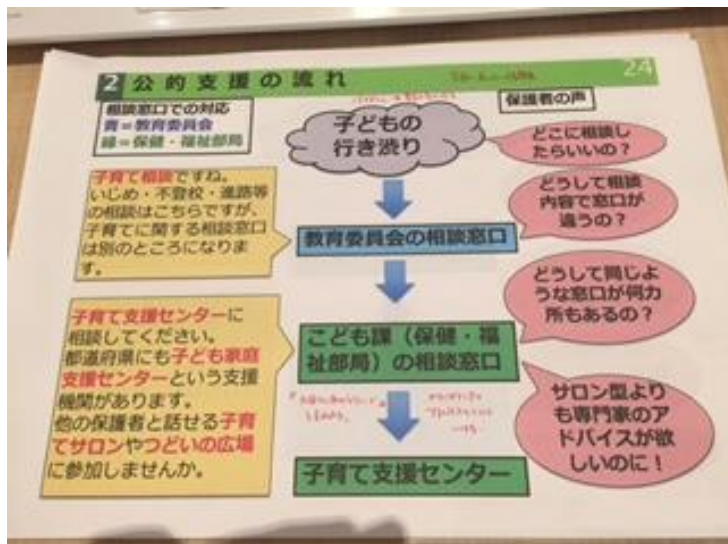 2 公的支援の流れ
24
相談窓口での対応
青=教育委員会
緑=保健・福祉部局
保護者の声
子どもの
行き渋り
どこに相談し
たらいいの?
子育て相談ですね。
いじめ・不登校・進路等
の相談はこちらですが、
子育てに関する相談窓口
は別のところになりま
す。
どうして相談
内容で窓口が
違うの?
教育委員会の相談窓口
どうして同じよ
うな窓口が何カ
所もあるの?
子育て支援センターに
相談してください。
都道府県にも子ども家庭
支援センターという支援
機関があります。
他の保護者と話せる子育
てサロンやつどいの広場
に参加しませんか。
こども課(保健・福
祉部局)の相談窓口
サロン型より
も専門家のア
ドバイスが欲
しいのに!
子育て支援センター